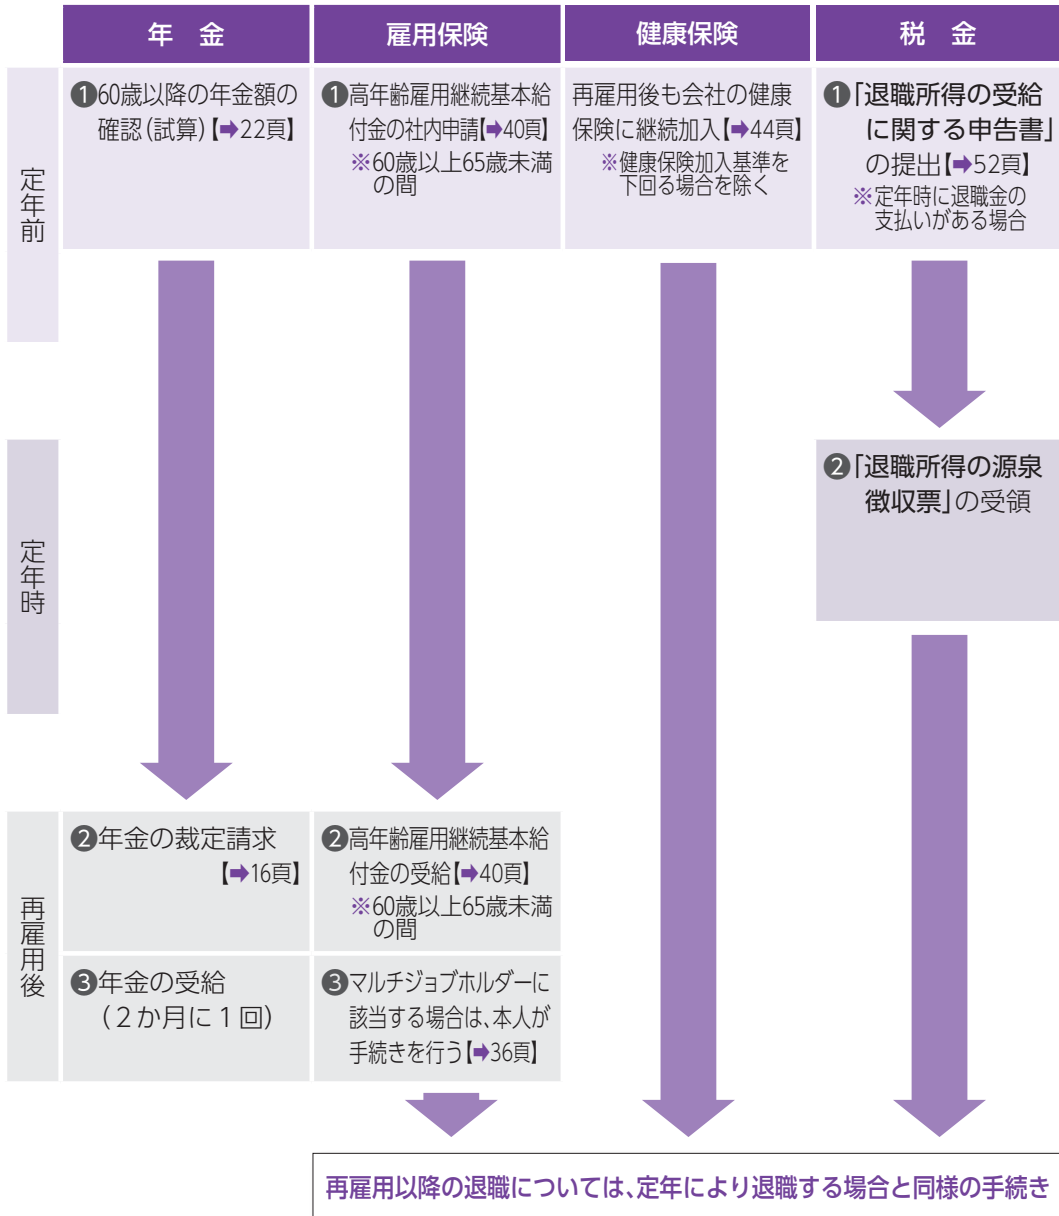 年　金
雇用保険
健康保険
税　金
定年前
❶60歳以降の年金額の
確認(試算)【➡22頁】
❶高年齢雇用継続基本給
付金の社内申請【➡40頁】
※60歳以上65歳未満
の間
再雇用後も会社の健康
保険に継続加入【➡44頁】
※健康保険加入基準を
下回る場合を除く
❶「退職所得の受給
に関する申告書」
の提出【➡52頁】
※定年時に退職金の
支払いがある場合
定年時
❷「退職所得の源泉
徴収票」の受領
再雇用後
❷年金の裁定請求
【➡16頁】
❷高年齢雇用継続基本給
付金の受給【➡40頁】
※60歳以上65歳未満
の間
❸年金の受給
（２か月に１回）
❸マルチジョブホルダーに
該当する場合は、本人が
手続きを行う【➡36頁】
再雇用以降の退職については、定年により退職する場合と同様の手続き